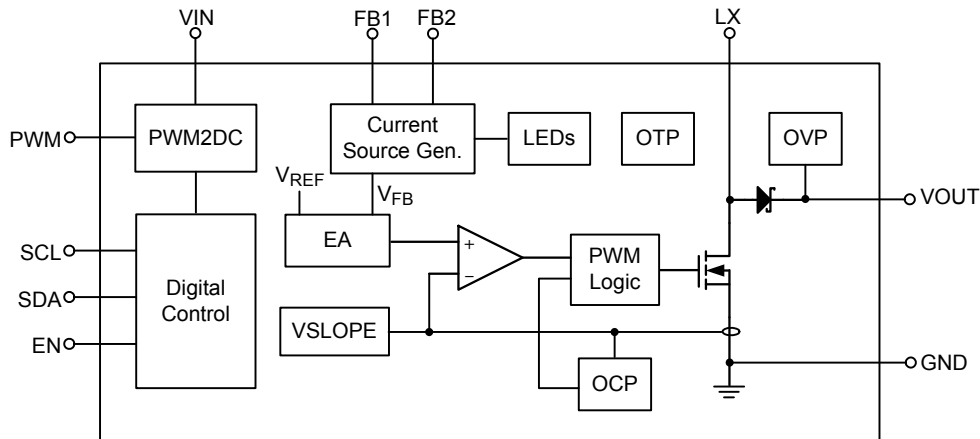 VIN
FB1
FB2
LX
PWM
PWM2DC
Current
Source Gen.
LEDs
OTP
OVP
VREF
VFB
VOUT
EA
+
−
PWM
Logic
SCL
SDA
EN
Digital
Control
VSLOPE
OCP
GND